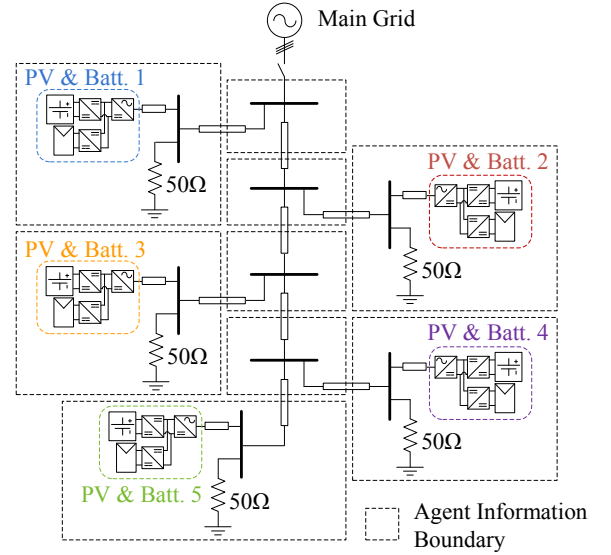 Main Grid
PV & Batt. 1
50Ω
PV & Batt. 2
50Ω
PV & Batt. 3
50Ω
PV & Batt. 4
50Ω
PV & Batt. 5
50Ω
Agent Information
Boundary